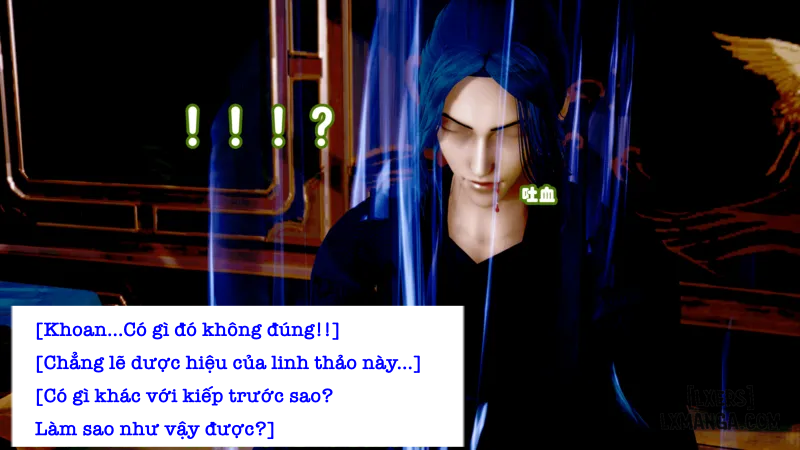 ！！！？
吐血
[Khoan...Có gì đó không đúng!!]
[Chẳng lẽ dược hiệu của linh thảo này...]
[Có gì khác với kiếp trước sao?
Làm sao như vậy được?]
LXMANGA.COM